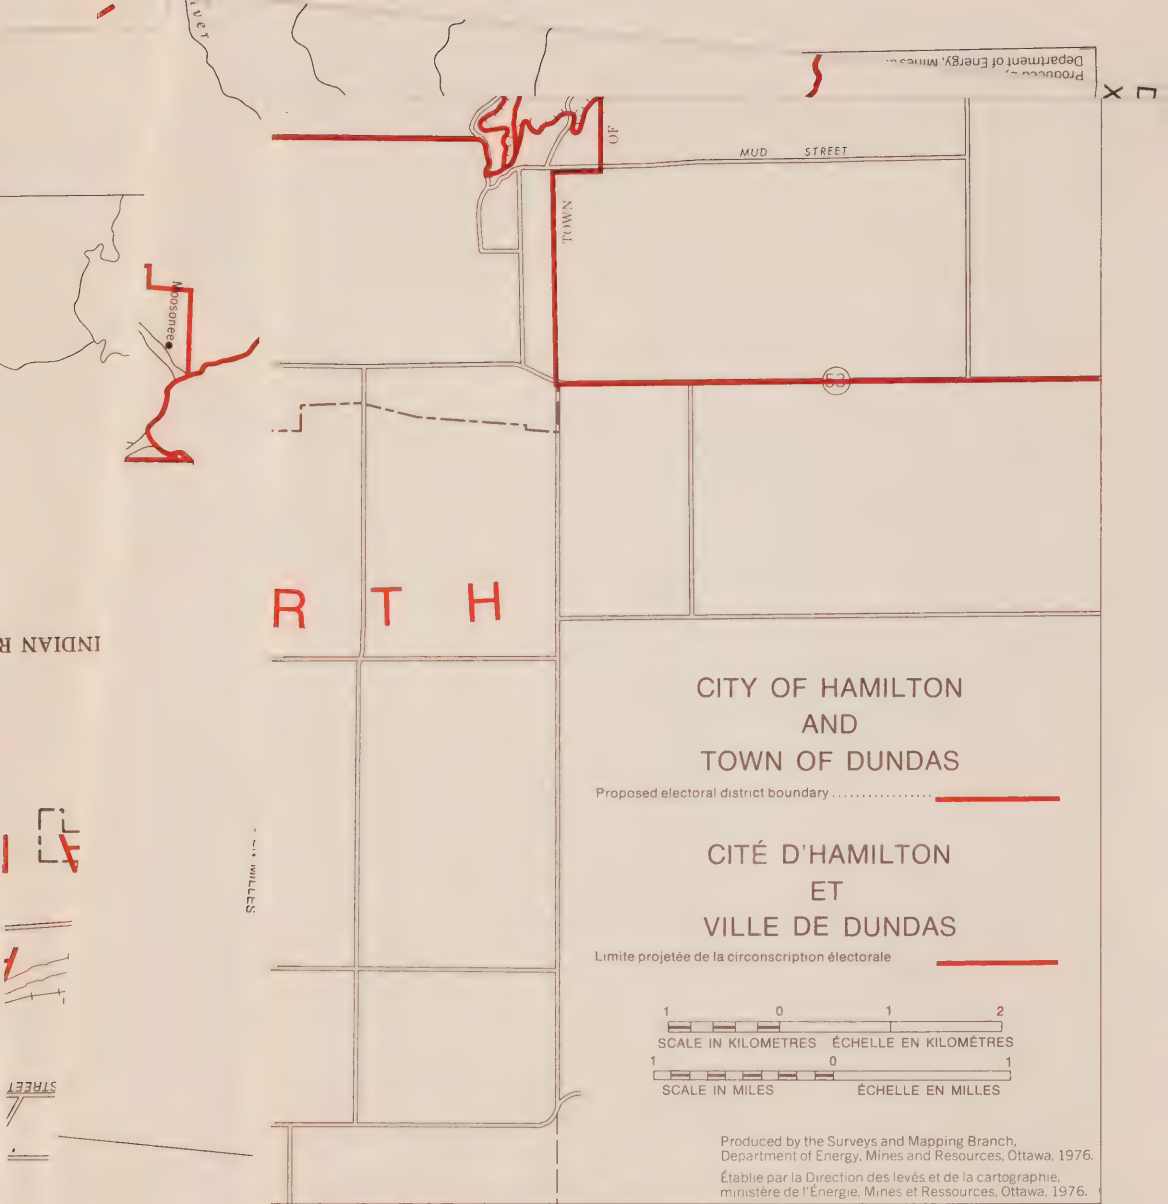 iver
Department of Energy, Mines
OF
MUD STREET
TOWN
Moosonee
53
R T H
INDIAN R
CITY OF HAMILTON
AND
TOWN OF DUNDAS
Proposed electoral district boundary ................
CITÉ D'HAMILTON
ET
VILLE DE DUNDAS
Limite projetée de la circonscription électorale
MILLES
1 0 1 2
SCALE IN KILOMETRES ÉCHELLE EN KILOMÈTRES
1 0 1
SCALE IN MILES ÉCHELLE EN MILLES
STREET
Produced by the Surveys and Mapping Branch,
Department of Energy, Mines and Resources, Ottawa, 1976.
Établie par la Direction des levés et de la cartographie,
ministère de l'Énergie, Mines et Ressources, Ottawa, 1976.